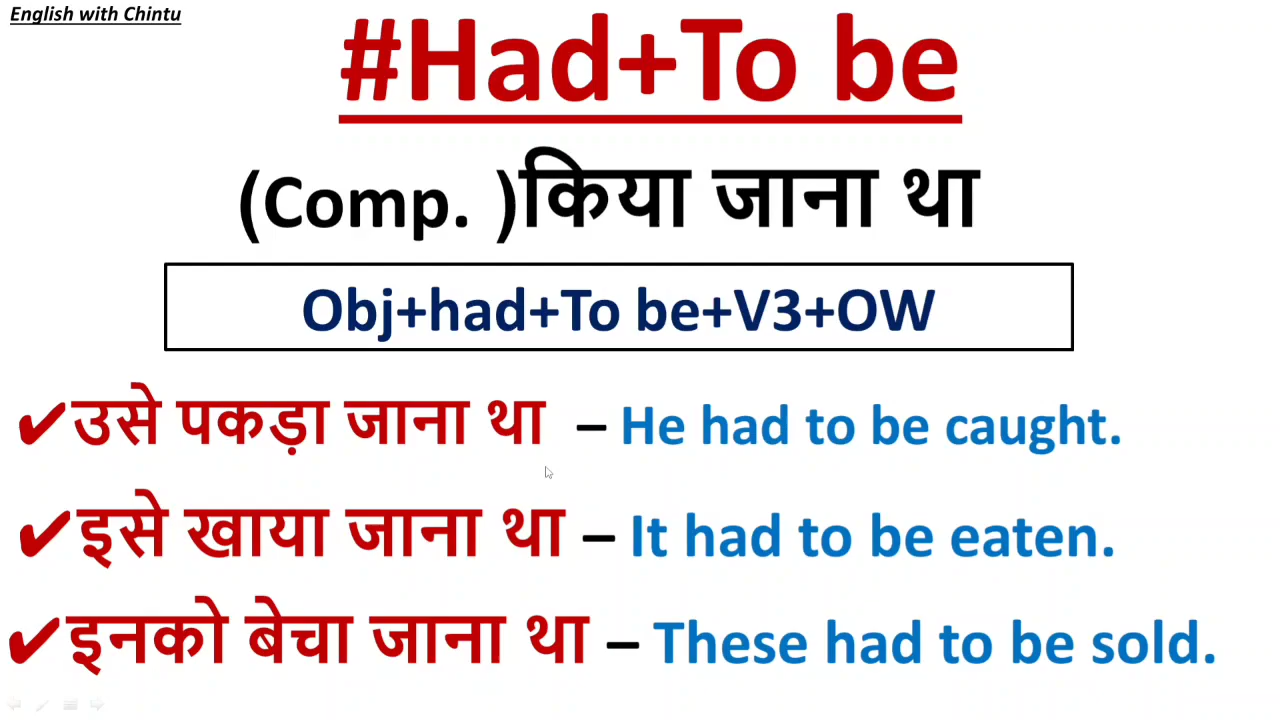 English with Chintu
#Had+To be
(Comp. )किया जाना था
Obj+had+To be+V3+OW
✔उसे पकड़ा जाना था – He had to be caught.
✔इसे खाया जाना था – It had to be eaten.
✔इनको बेचा जाना था – These had to be sold.